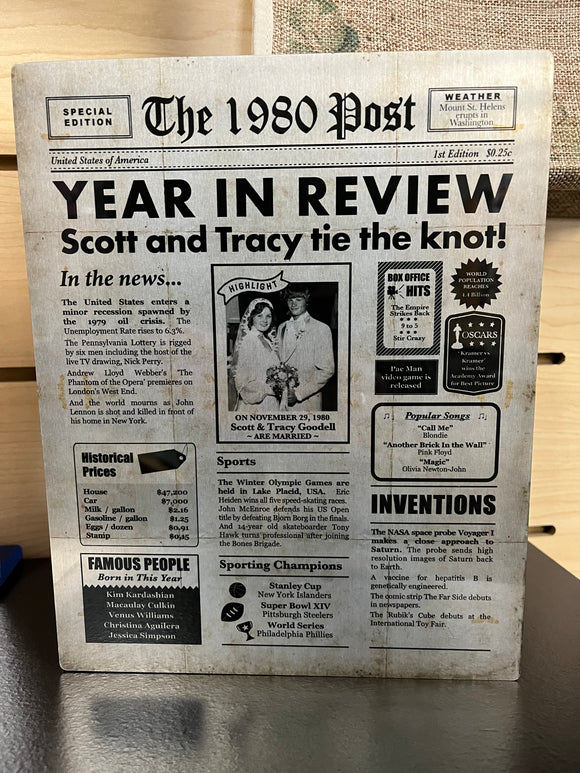 SPECIAL
EDITION
The 1980 Post
WEATHER
Mount St. Helens
erupts in
Washington
United States of America
1st Edition $0.25c
YEAR IN REVIEW
Scott and Tracy tie the knot!
In the news...
The United States enters a
minor recession spawned by
the 1979 oil crisis. The
Unemployment Rate rises to 6.3%.
The Pennsylvania Lottery is rigged
by six men including the host of the
live TV drawing, Nick Perry.
Andrew Lloyd Webber's 'The
Phantom of the Opera' premieres on
London's West End.
And the world mourns as John
Lennon is shot and killed in front of
his home in New York.
Historical
Prices
House $47,200
Car $7,000
Milk / gallon $2.16
Gasoline / gallon $1.25
Eggs / dozen $0.91
Stamp $0.15
FAMOUS PEOPLE
Born in This Year
Kim Kardashian
Macaulay Culkin
Venus Williams
Christina Aguilera
Jessica Simpson
HIGHLIGHT
ON NOVEMBER 29, 1980
Scott & Tracy Goodell
~ ARE MARRIED ~
Sports
The Winter Olympic Games are
held in Lake Placid, USA. Eric
Heiden wins all five speed-skating races.
John McEnroe defends his US Open
title by defeating Bjorn Borg in the finals.
And 14-year old skateboarder Tony
Hawk turns professional after joining
the Bones Brigade.
Sporting Champions
Stanley Cup
New York Islanders
Super Bowl XIV
Pittsburgh Steelers
World Series
Philadelphia Phillies
BOX OFFICE
HITS
The Empire
Strikes Back
9 to 5
Stir Crazy
WORLD
POPULATION
REACHES
4.4 Billion
Pac Man
video game is
released
OSCARS
'Kramer vs
Kramer'
wins the
Academy Award
for Best Picture
Popular Songs
"Call Me"
Blondie
"Another Brick In the Wall"
Pink Floyd
"Magic"
Olivia Newton-John
INVENTIONS
The NASA space probe Voyager I
makes a close approach to
Saturn. The probe sends high
resolution images of Saturn back
to Earth.
A vaccine for hepatitis B is
genetically engineered.
The comic strip The Far Side debuts
in newspapers.
The Rubik's Cube debuts at the
International Toy Fair.